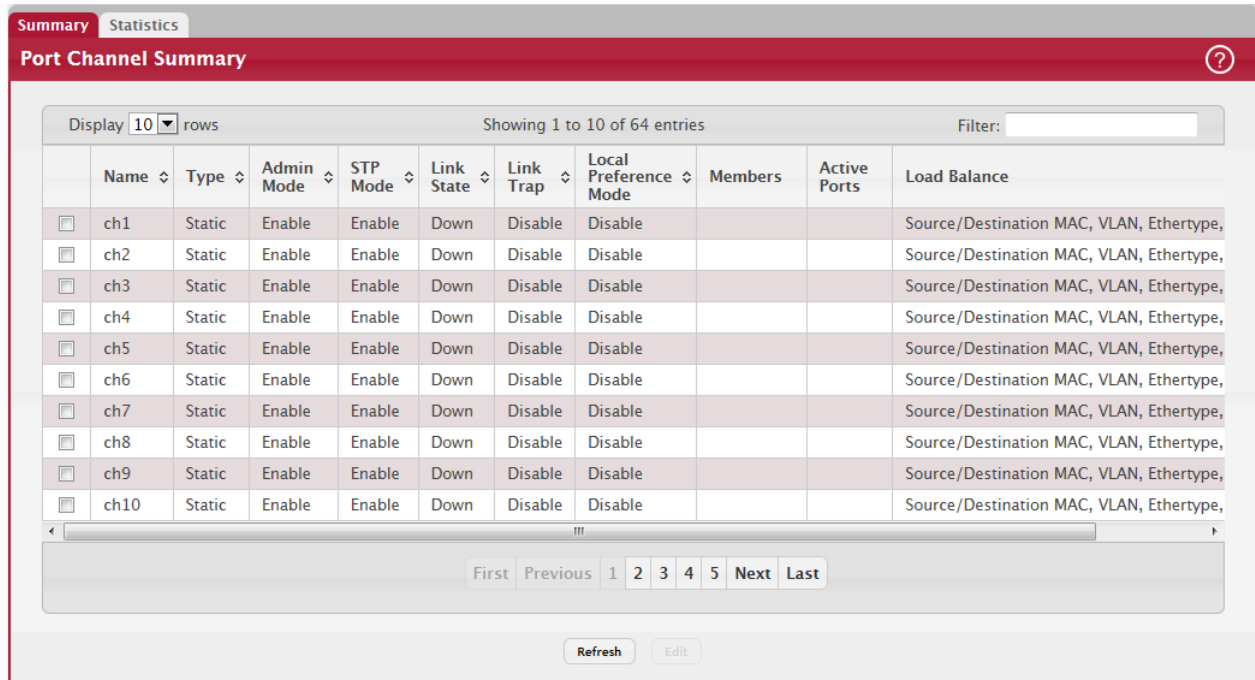 Summary Statistics
Port Channel Summary
?
Display 10 rows Showing 1 to 10 of 64 entries Filter:
Name Type Admin Mode STP Mode Link State Link Trap Local Preference Mode Members Active Ports Load Balance
ch1 Static Enable Enable Down Disable Disable Source/Destination MAC, VLAN, Ethertype,
ch2 Static Enable Enable Down Disable Disable Source/Destination MAC, VLAN, Ethertype,
ch3 Static Enable Enable Down Disable Disable Source/Destination MAC, VLAN, Ethertype,
ch4 Static Enable Enable Down Disable Disable Source/Destination MAC, VLAN, Ethertype,
ch5 Static Enable Enable Down Disable Disable Source/Destination MAC, VLAN, Ethertype,
ch6 Static Enable Enable Down Disable Disable Source/Destination MAC, VLAN, Ethertype,
ch7 Static Enable Enable Down Disable Disable Source/Destination MAC, VLAN, Ethertype,
ch8 Static Enable Enable Down Disable Disable Source/Destination MAC, VLAN, Ethertype,
ch9 Static Enable Enable Down Disable Disable Source/Destination MAC, VLAN, Ethertype,
ch10 Static Enable Enable Down Disable Disable Source/Destination MAC, VLAN, Ethertype,
First Previous 1 2 3 4 5 Next Last
Refresh Edit